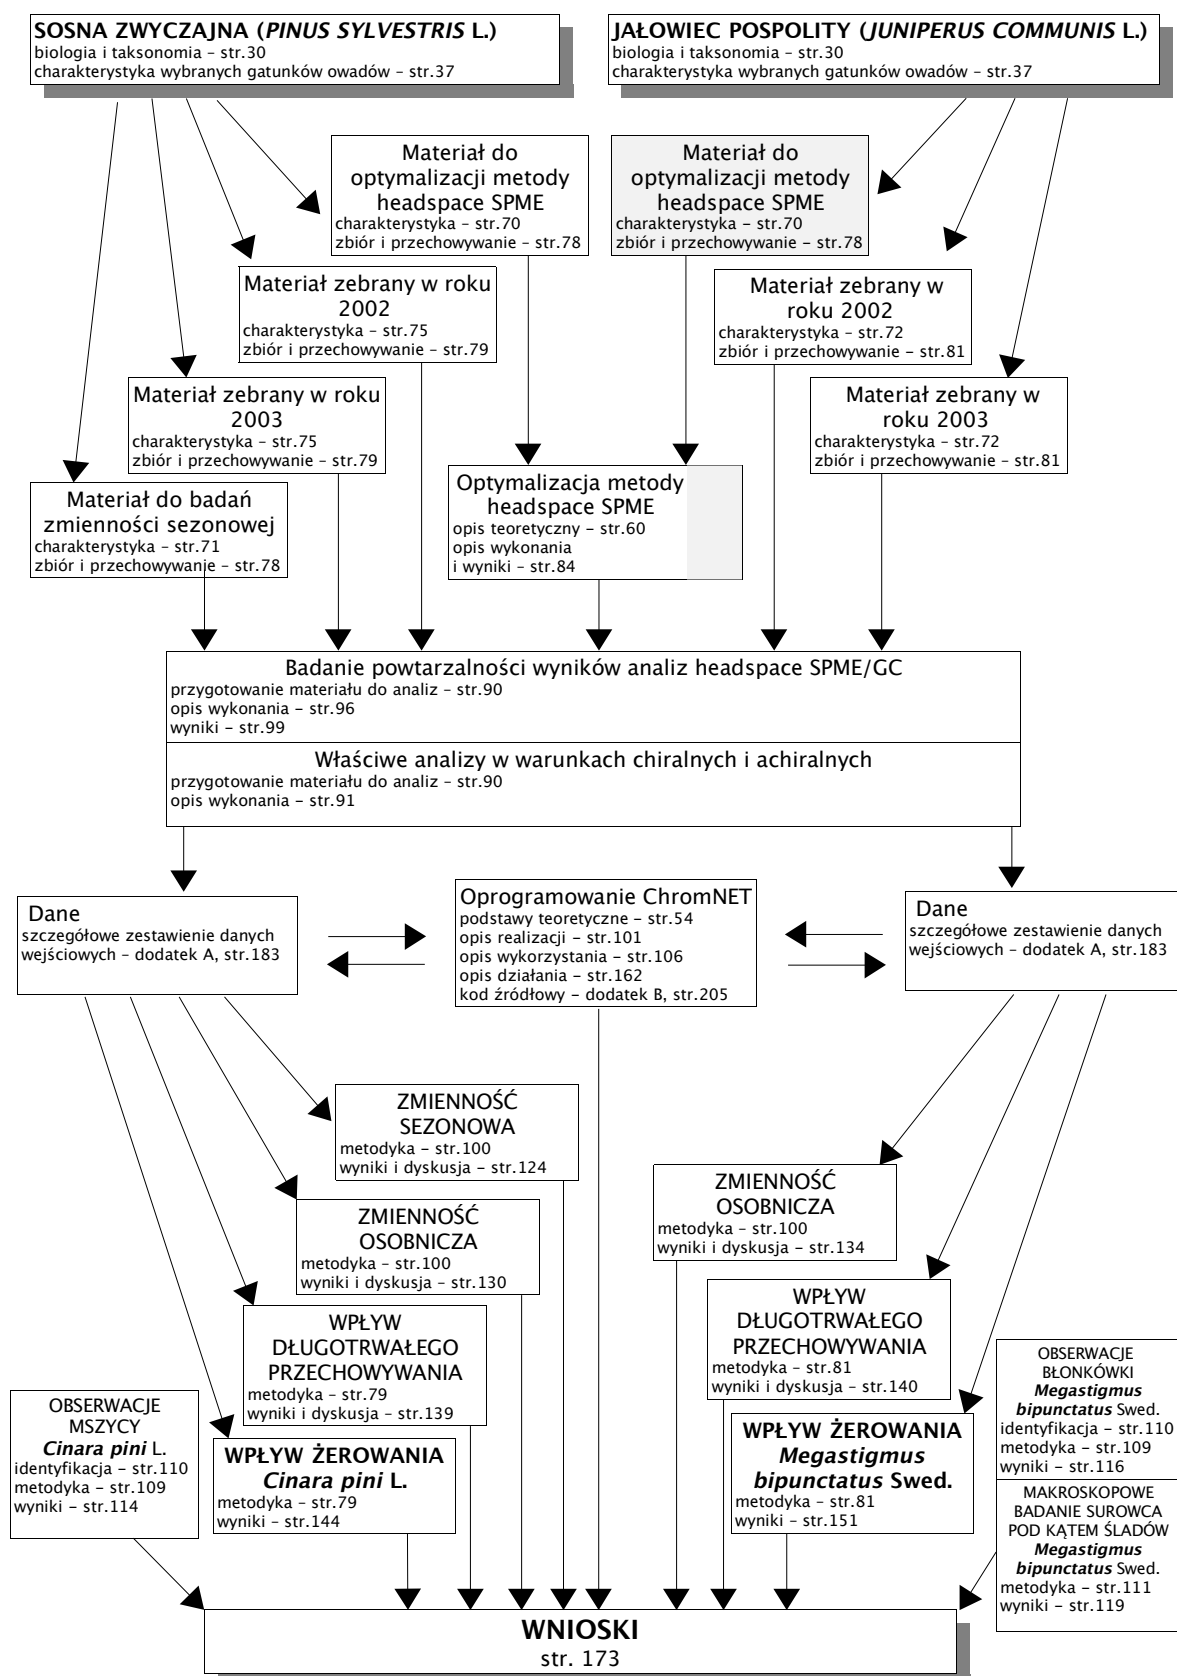 SOSNA ZWYCZAJNA (PINUS SYLVESTRIS L.)
biologia i taksonomia – str.30
charakterystyka wybranych gatunków owadów – str.37
JAŁOWIEC POSPOLITY (JUNIPERUS COMMUNIS L.)
biologia i taksonomia – str.30
charakterystyka wybranych gatunków owadów – str.37
Materiał do
optymalizacji metody
headspace SPME
charakterystyka – str.70
zbiór i przechowywanie – str.78
Materiał do
optymalizacji metody
headspace SPME
charakterystyka – str.70
zbiór i przechowywanie – str.78
Materiał zebrany w roku
2002
charakterystyka – str.75
zbiór i przechowywanie – str.79
Materiał zebrany w
roku 2002
charakterystyka – str.72
zbiór i przechowywanie – str.81
Materiał zebrany w roku
2003
charakterystyka – str.75
zbiór i przechowywanie – str.79
Materiał zebrany w
roku 2003
charakterystyka – str.72
zbiór i przechowywanie – str.81
Materiał do badań
zmienności sezonowej
charakterystyka – str.71
zbiór i przechowywanie – str.78
Optymalizacja metody
headspace SPME
opis teoretyczny – str.60
opis wykonania
i wyniki – str.84
Badanie powtarzalności wyników analiz headspace SPME/GC
przygotowanie materiału do analiz – str.90
opis wykonania – str.96
wyniki – str.99
Właściwe analizy w warunkach chiralnych i achiralnych
przygotowanie materiału do analiz – str.90
opis wykonania – str.91
Dane
szczegółowe zestawienie danych
wejściowych – dodatek A, str.183
Oprogramowanie ChromNET
podstawy teoretyczne – str.54
opis realizacji – str.101
opis wykorzystania – str.106
opis działania – str.162
kod źródłowy – dodatek B, str.205
Dane
szczegółowe zestawienie danych
wejściowych – dodatek A, str.183
ZMIENNOŚĆ
SEZONOWA
metodyka – str.100
wyniki i dyskusja – str.124
ZMIENNOŚĆ
OSOBNICZA
metodyka – str.100
wyniki i dyskusja – str.134
ZMIENNOŚĆ
OSOBNICZA
metodyka – str.100
wyniki i dyskusja – str.130
WPŁYW
DŁUGOTRWAŁEGO
PRZECHOWYWANIA
metodyka – str.81
wyniki i dyskusja – str.140
WPŁYW
DŁUGOTRWAŁEGO
PRZECHOWYWANIA
metodyka – str.79
wyniki i dyskusja – str.139
OBSERWACJE
BŁONKÓWKI
Megastigmus
bipunctatus Swed.
identyfikacja – str.110
metodyka – str.109
wyniki – str.116
OBSERWACJE
MSZYCY
Cinara pini L.
identyfikacja – str.110
metodyka – str.109
wyniki – str.114
WPŁYW ŻEROWANIA
Cinara pini L.
metodyka – str.79
wyniki – str.144
WPŁYW ŻEROWANIA
Megastigmus
bipunctatus Swed.
metodyka – str.81
wyniki – str.151
MAKROSKOPOWE
BADANIE SUROWCA
POD KĄTEM ŚLADÓW
Megastigmus
bipunctatus Swed.
metodyka – str.111
wyniki – str.119
WNIOSKI
str. 173